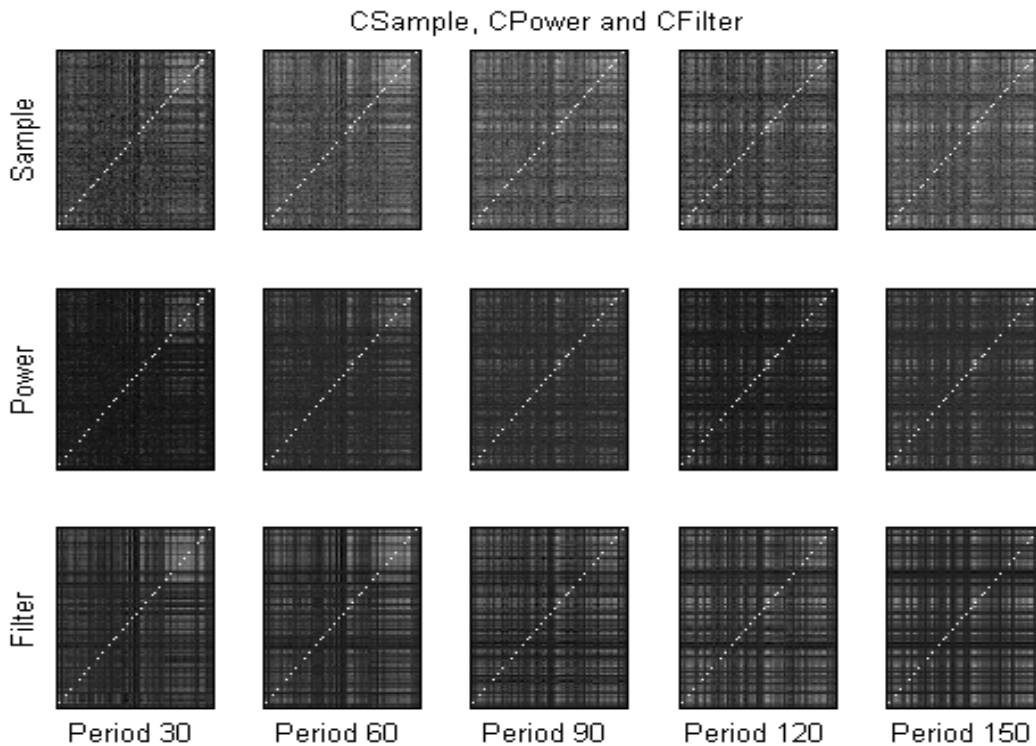 CSample, CPower and CFilter
Sample
Power
Filter
Period 30
Period 60
Period 90
Period 120
Period 150